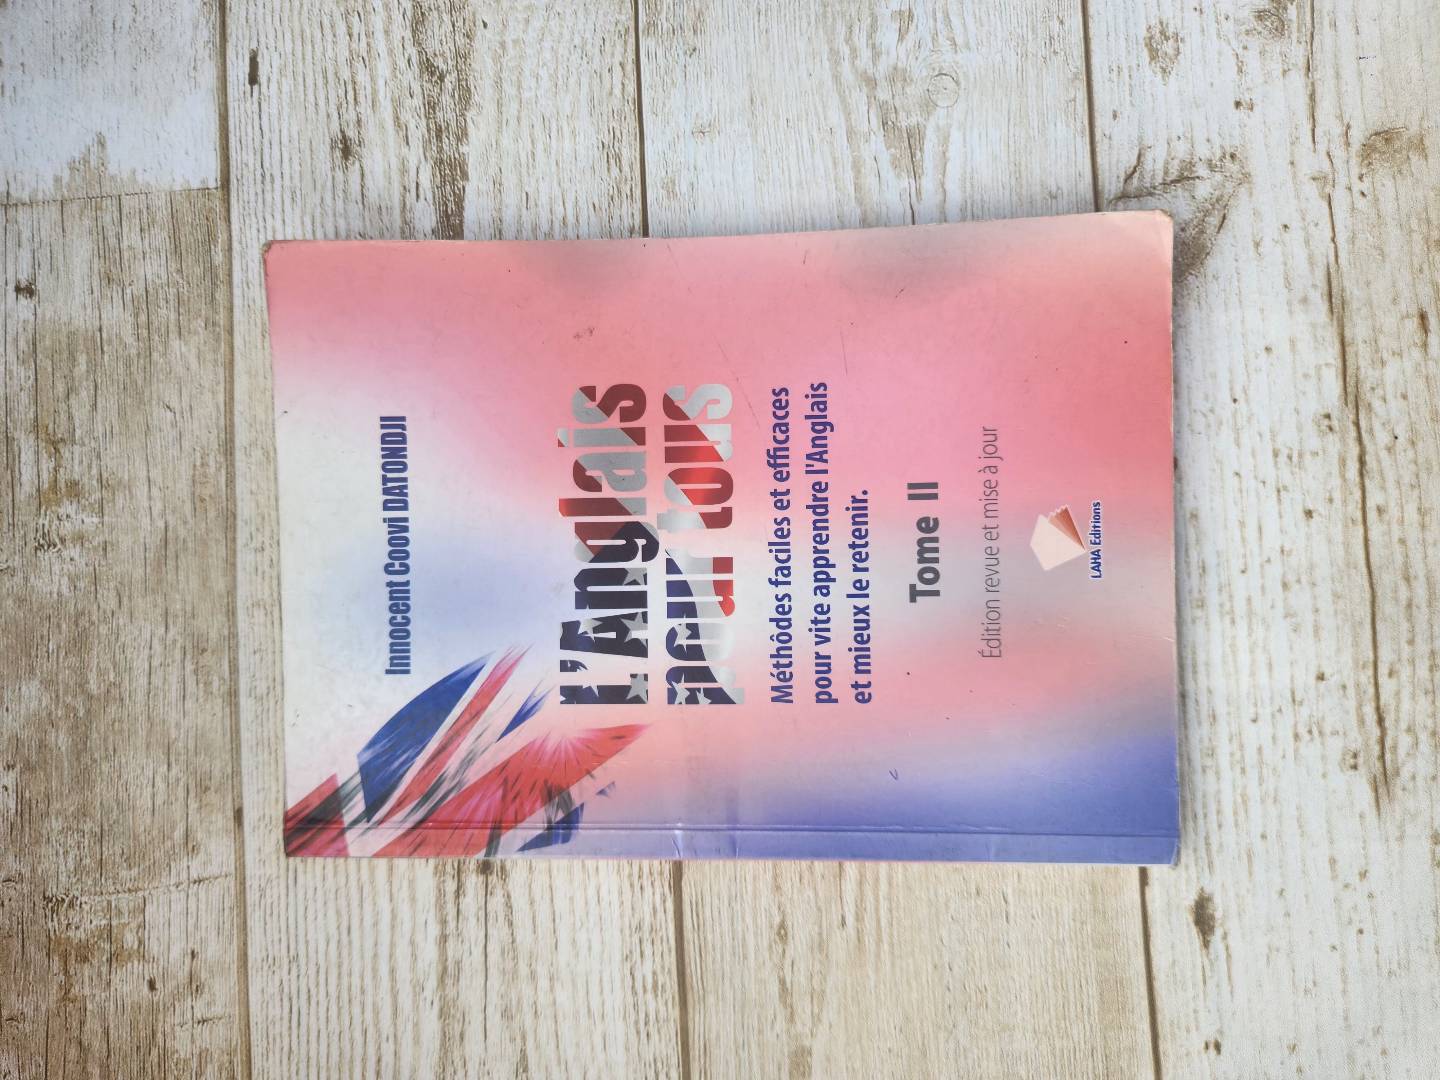 Innocent Coovi DATONDJI
L'Anglais
pour tous
Méthôdes faciles et efficaces
pour vite apprendre l'Anglais
et mieux le retenir.
Tome II
Édition revue et mise à jour
LAHA Editions